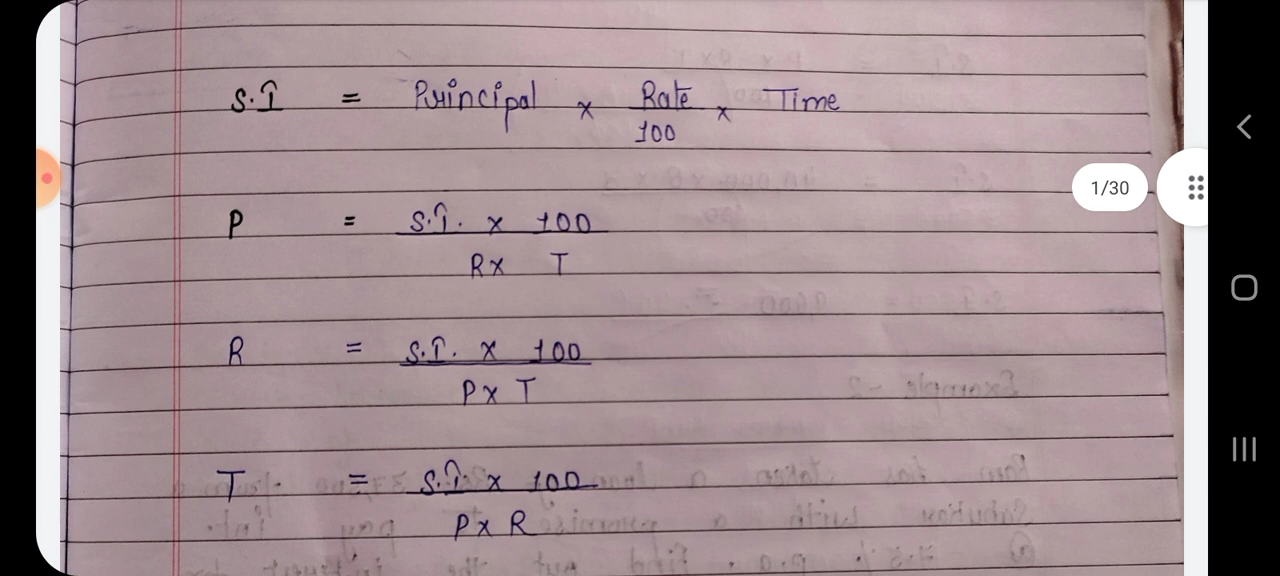 S.I = Principal × Rate × Time
100
1/30
P = S.I. × 100
R× T
R = S.I. × 100
P× T
T = S.I. × 100
P× R